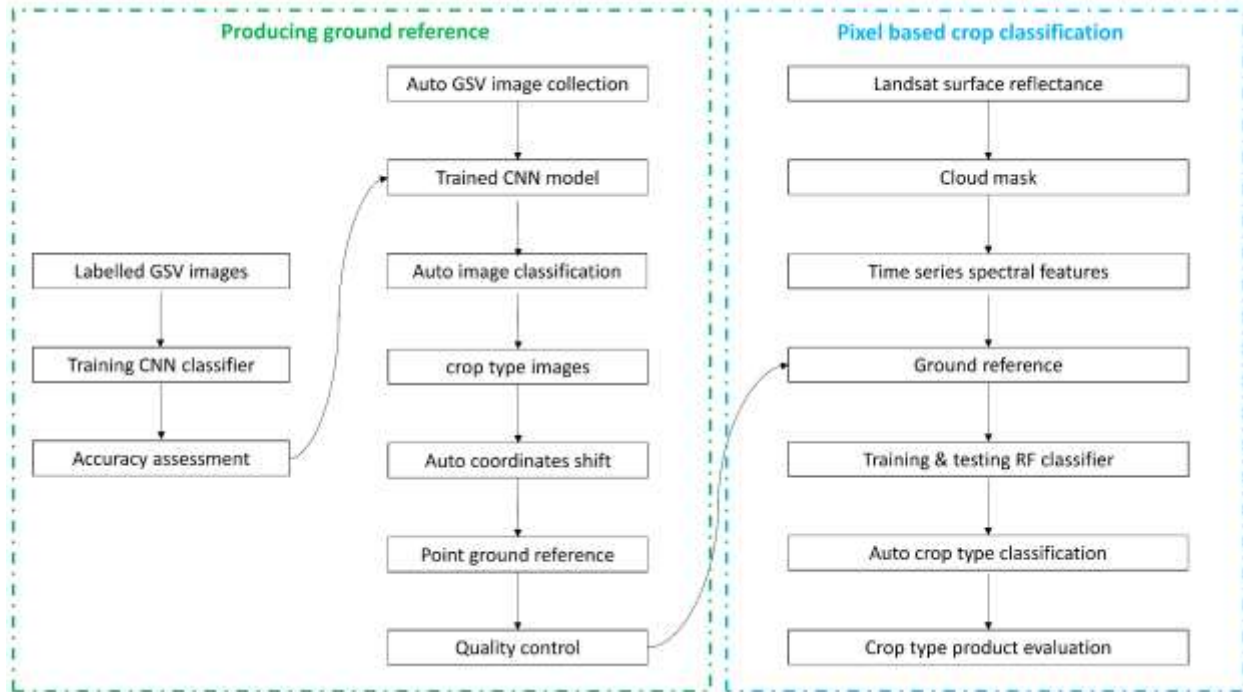 Producing ground reference
Auto GSV image collection
Trained CNN model
Labelled GSV images
Auto image classification
Training CNN classifier
crop type images
Accuracy assessment
Auto coordinates shift
Point ground reference
Quality control
Pixel based crop classification
Landsat surface reflectance
Cloud mask
Time series spectral features
Ground reference
Training & testing RF classifier
Auto crop type classification
Crop type product evaluation